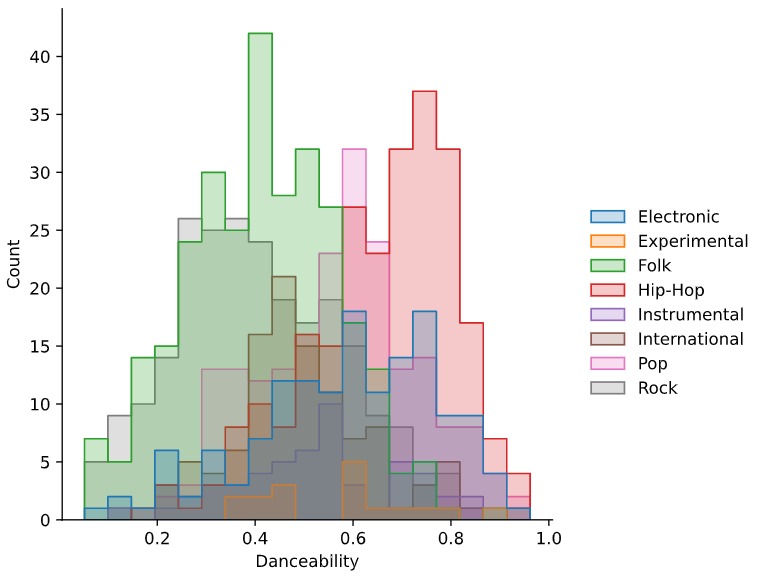 Count
40
35
30
25
20
15
10
5
0
0.2 0.4 0.6 0.8 1.0
Danceability
Electronic
Experimental
Folk
Hip-Hop
Instrumental
International
Pop
Rock